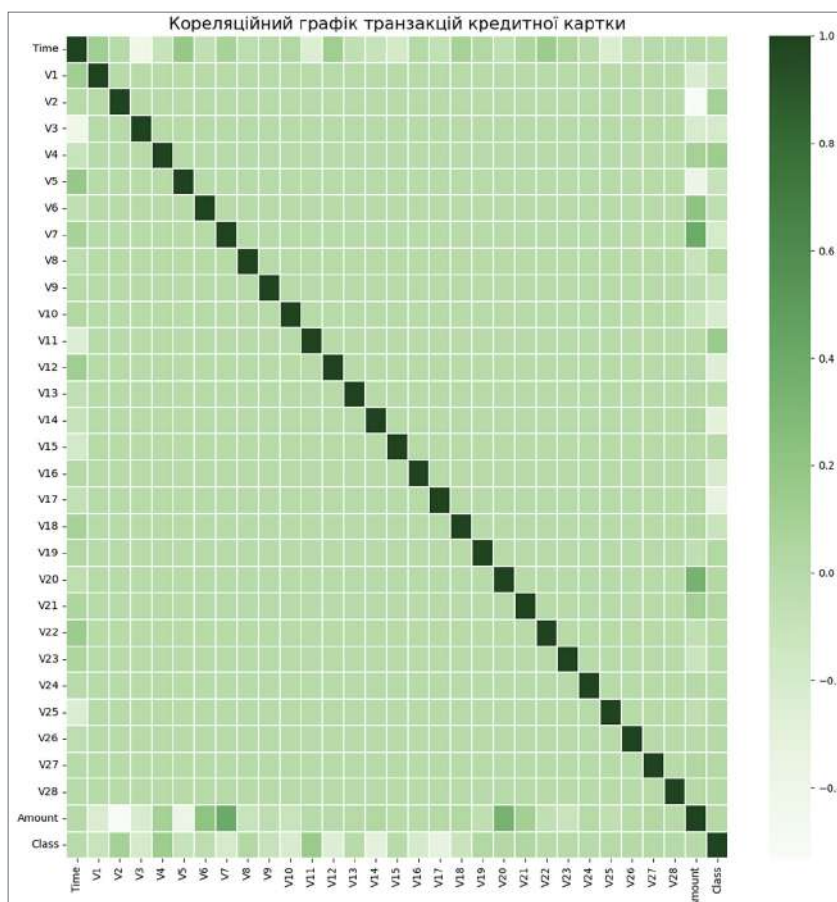 Кореляційний графік транзакцій кредитної картки
Time
V1
V2
V3
V4
V5
V6
V7
V8
V9
V10
V11
V12
V13
V14
V15
V16
V17
V18
V19
V20
V21
V22
V23
V24
V25
V26
V27
V28
Amount
Class
Time
V1
V2
V3
V4
V5
V6
V7
V8
V9
V10
V11
V12
V13
V14
V15
V16
V17
V18
V19
V20
V21
V22
V23
V24
V25
V26
V27
V28
mount
Class
1.0
0.8
0.6
0.4
0.2
0.0
−0.
−0.